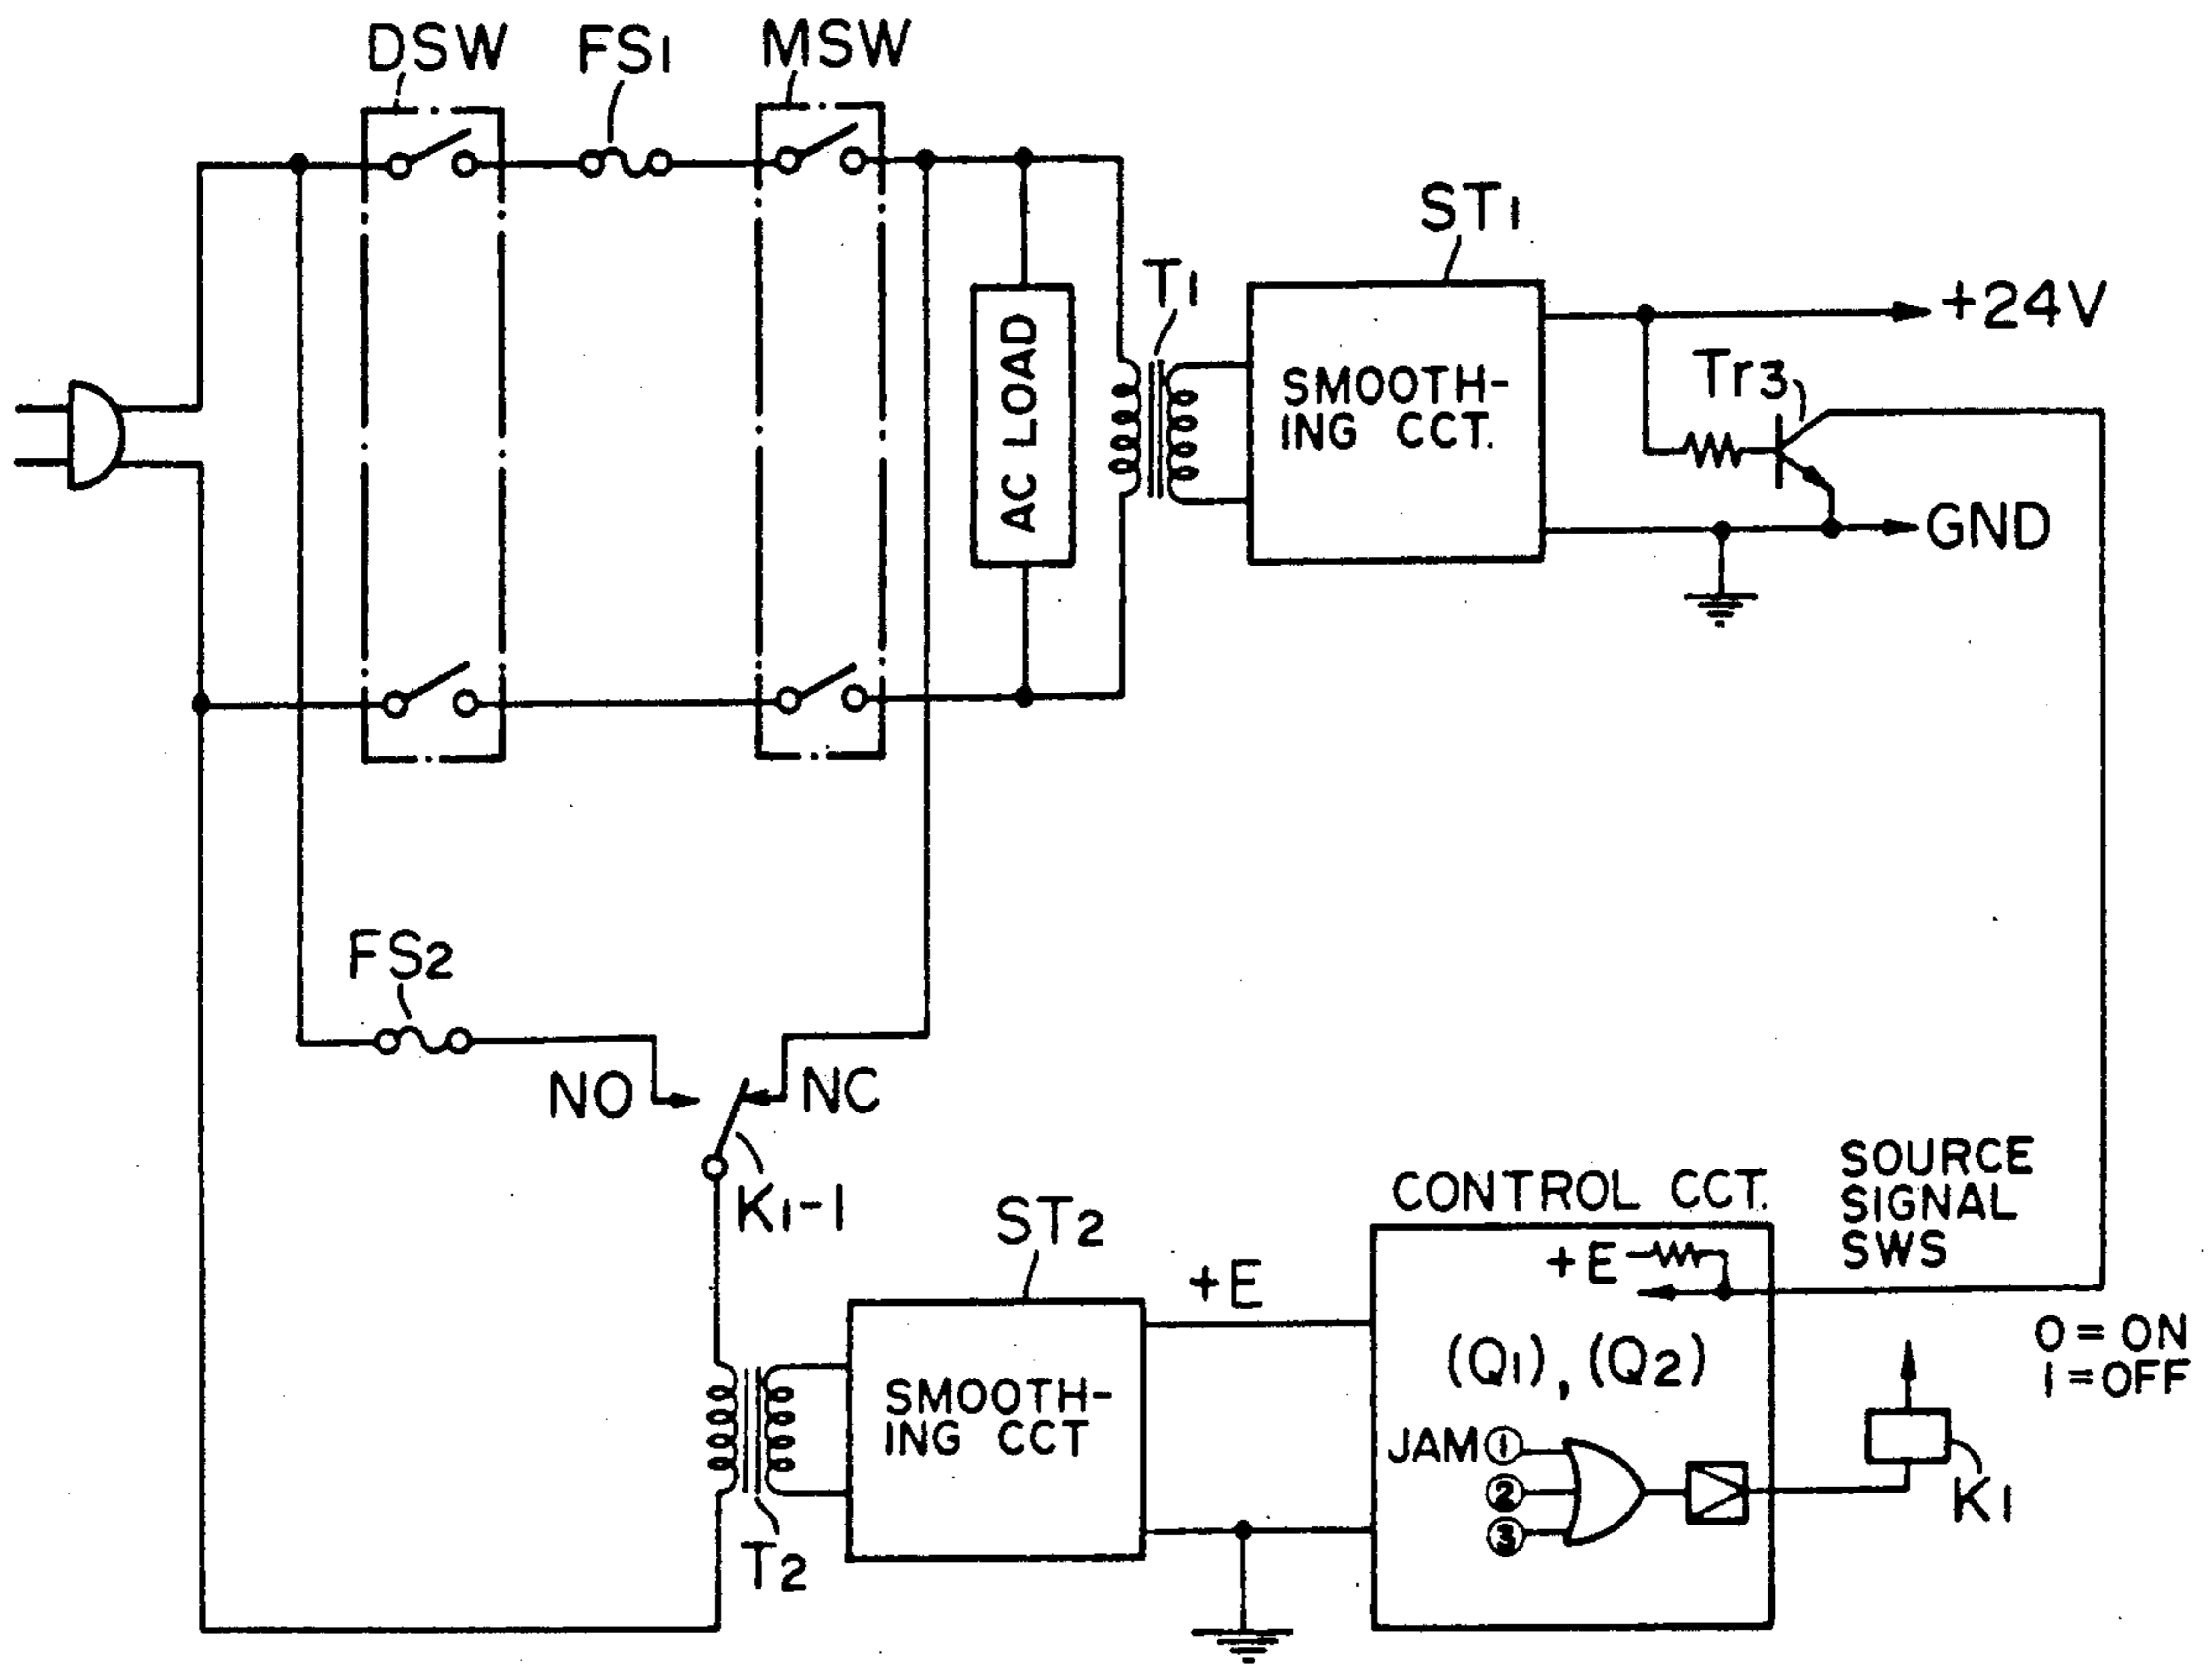 DSW
FS1
MSW
ST1
T1
+24V
AC LOAD
SMOOTH-
ING CCT.
Tr3
GND
FS2
NO
NC
K1-1
ST2
+E
CONTROL CCT.
SOURCE
SIGNAL
SWS
+E
0=ON
1=OFF
(Q1), (Q2)
SMOOTH-
ING CCT
JAM ①
②
③
K1
T2